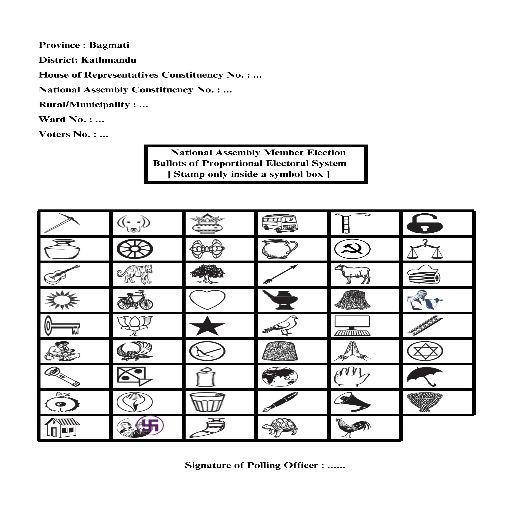 Province : Bagmati
District: Kathmandu
House of Representatives Constituency No. : ...
National Assembly Constituency No. : ...
Rural/Municipality : ...
Ward No. : ...
Voters No. : ...
National Assembly Member Election
Ballots of Proportional Electoral System
[ Stamp only inside a symbol box ]
Signature of Polling Officer : ......